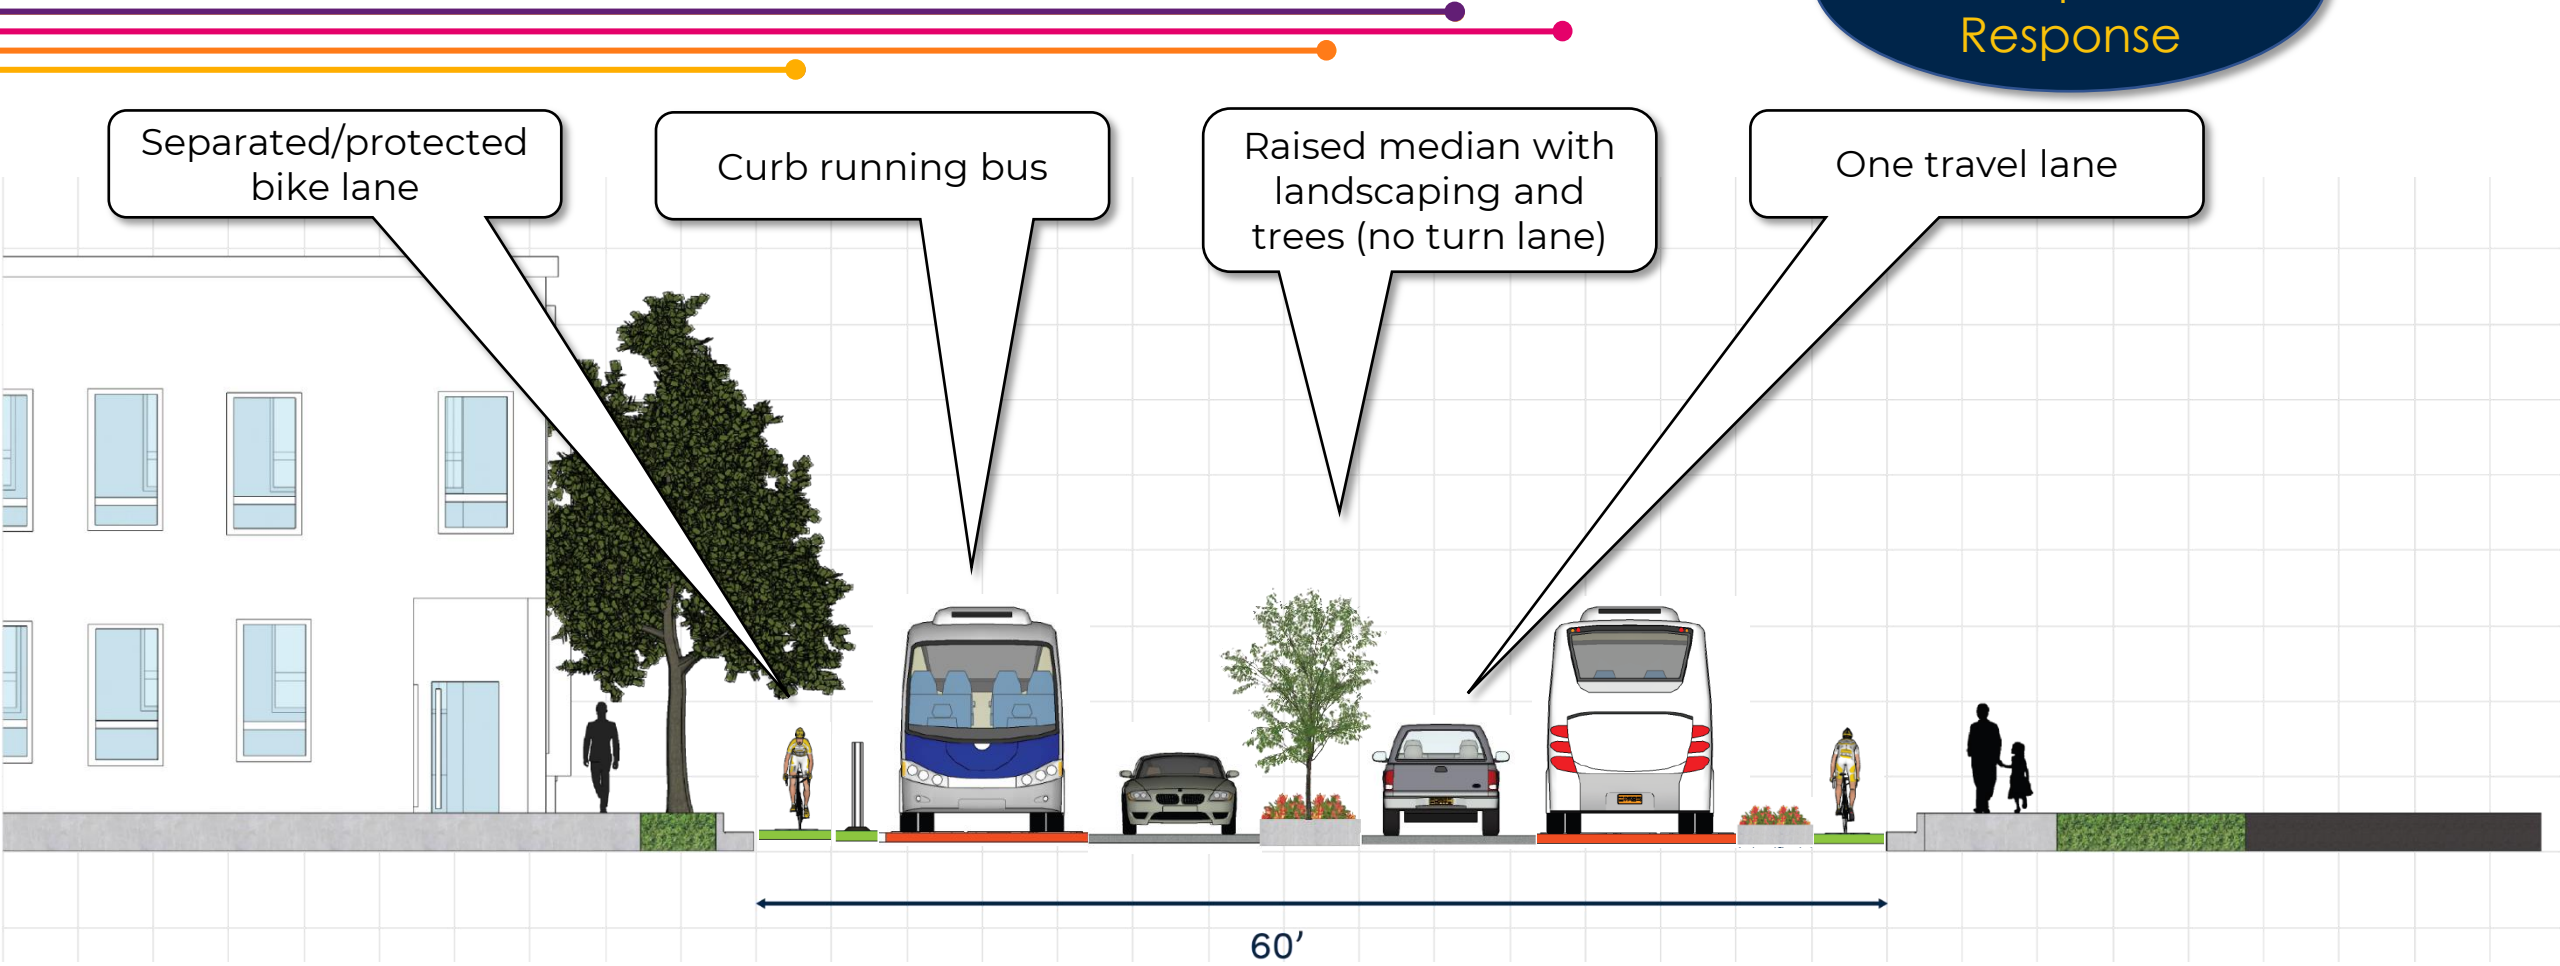 Response
Separated/protected
bike lane
Curb running bus
Raised median with
landscaping and
trees (no turn lane)
One travel lane
60’